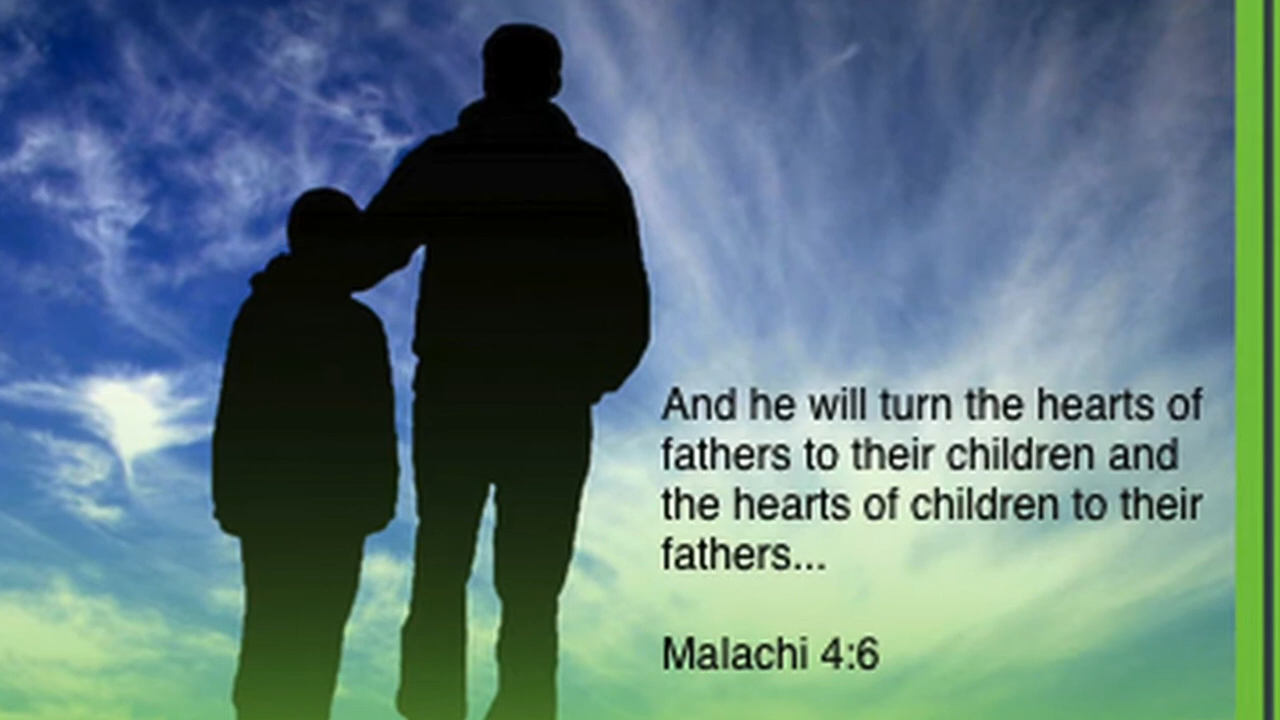 And he will turn the hearts of
fathers to their children and
the hearts of children to their
fathers...
Malachi 4:6